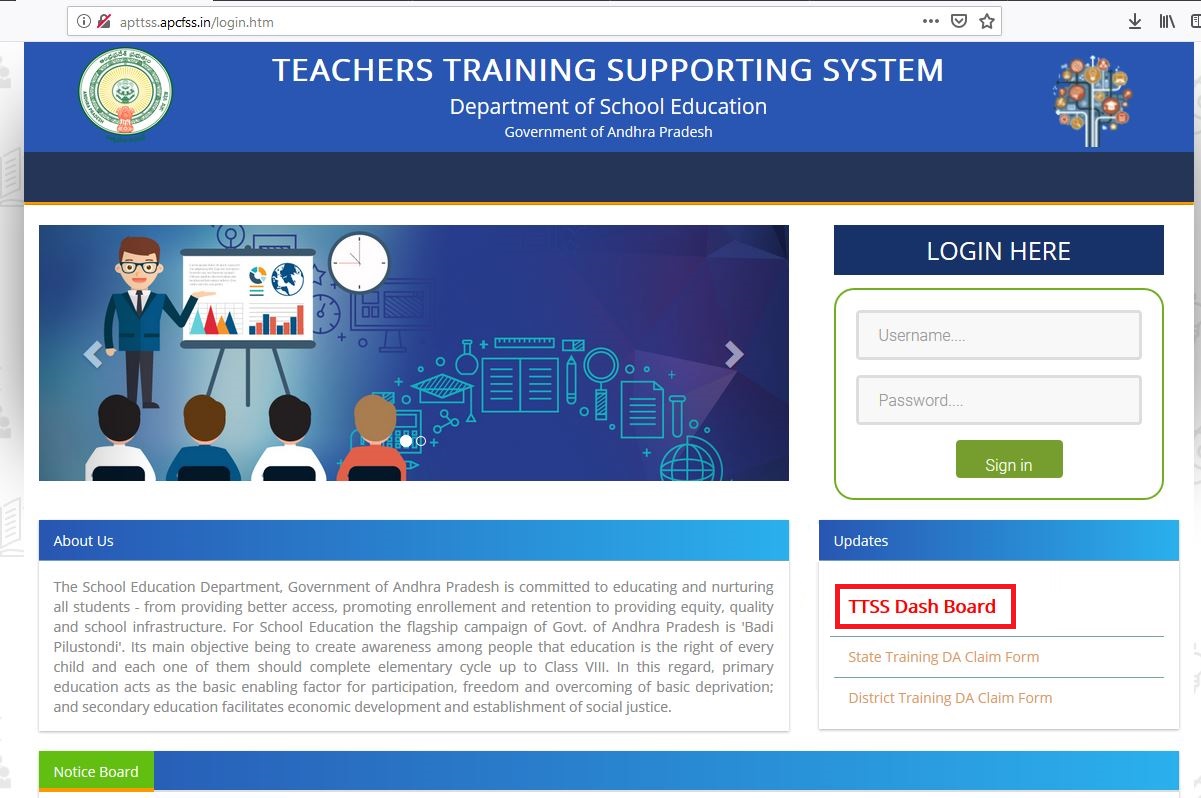 apttss.apcfss.in/login.htm
TEACHERS TRAINING SUPPORTING SYSTEM
Department of School Education
Government of Andhra Pradesh
LOGIN HERE
Username....
Password....
Sign in
About Us
The School Education Department, Government of Andhra Pradesh is committed to educating and nurturing
all students - from providing better access, promoting enrollement and retention to providing equity, quality
and school infrastructure. For School Education the flagship campaign of Govt. of Andhra Pradesh is 'Badi
Pilustondi'. Its main objective being to create awareness among people that education is the right of every
child and each one of them should complete elementary cycle up to Class VIII. In this regard, primary
education acts as the basic enabling factor for participation, freedom and overcoming of basic deprivation;
and secondary education facilitates economic development and establishment of social justice.
Updates
TTSS Dash Board
State Training DA Claim Form
District Training DA Claim Form
Notice Board